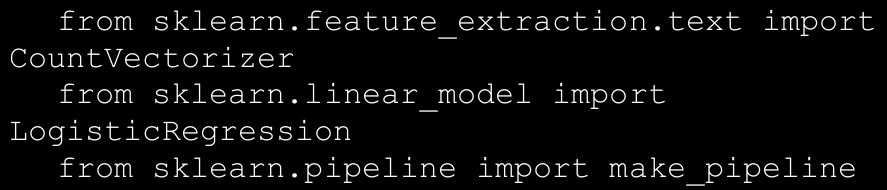 from sklearn.feature_extraction.text import
CountVectorizer
from sklearn.linear_model import
LogisticRegression
from sklearn.pipeline import make_pipeline